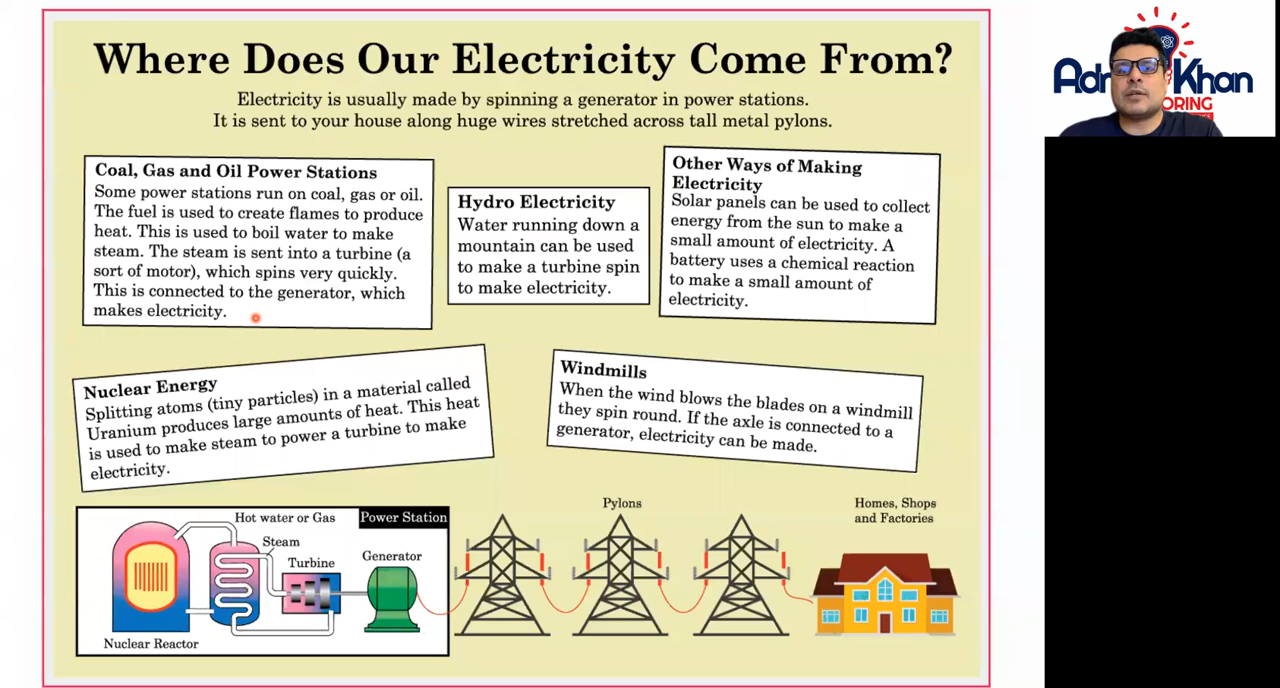 Where Does Our Electricity Come From?
Electricity is usually made by spinning a generator in power stations.
It is sent to your house along huge wires stretched across tall metal pylons.
Coal, Gas and Oil Power Stations
Some power stations run on coal, gas or oil.
The fuel is used to create flames to produce
heat. This is used to boil water to make
steam. The steam is sent into a turbine (a
sort of motor), which spins very quickly.
This is connected to the generator, which
makes electricity.
Hydro Electricity
Water running down a
mountain can be used
to make a turbine spin
to make electricity.
Other Ways of Making
Electricity
Solar panels can be used to collect
energy from the sun to make a
small amount of electricity. A
battery uses a chemical reaction
to make a small amount of
electricity.
Nuclear Energy
Splitting atoms (tiny particles) in a material called
Uranium produces large amounts of heat. This heat
is used to make steam to power a turbine to make
electricity.
Windmills
When the wind blows the blades on a windmill
they spin round. If the axle is connected to a
generator, electricity can be made.
Hot water or Gas
Power Station
Steam
Turbine
Generator
Nuclear Reactor
Pylons
Homes, Shops
and Factories
Khan